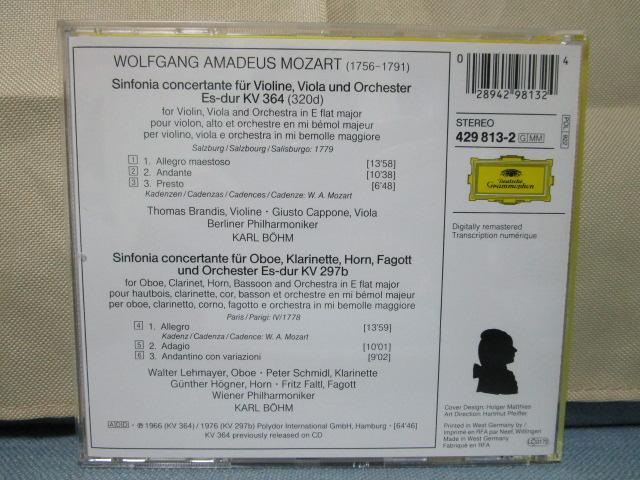 WOLFGANG AMADEUS MOZART (1756–1791)
Sinfonia concertante für Violine, Viola und Orchester
Es-dur KV 364 (320d)
for Violin, Viola and Orchestra in E flat major
pour violon, alto et orchestre en mi bémol majeur
per violino, viola e orchestra in mi bemolle maggiore
Salzburg / Salzbourg / Salisburgo: 1779
1 1. Allegro maestoso [13'58]
2 2. Andante [10'38]
3 3. Presto [6'48]
Kadenzen / Cadenzas / Cadences / Cadenze: W. A. Mozart
Thomas Brandis, Violine · Giusto Cappone, Viola
Berliner Philharmoniker
KARL BÖHM
Sinfonia concertante für Oboe, Klarinette, Horn, Fagott
und Orchester Es-dur KV 297b
for Oboe, Clarinet, Horn, Bassoon and Orchestra in E flat major
pour hautbois, clarinette, cor, basson et orchestre en mi bémol majeur
per oboe, clarinetto, corno, fagotto e orchestra in mi bemolle maggiore
Paris / Parigi: IV/1778
4 1. Allegro [13'59]
Kadenz / Cadenza / Cadence: W. A. Mozart
5 2. Adagio [10'01]
6 3. Andantino con variazioni [9'02]
Walter Lehmayer, Oboe · Peter Schmidl, Klarinette
Günther Högner, Horn · Fritz Faltl, Fagott
Wiener Philharmoniker
KARL BÖHM
ADD · ℗ 1966 (KV 364) / 1976 (KV 297b) Polydor International GmbH, Hamburg · [64'46]
KV 364 previously released on CD
0 28942 98132 4
STEREO
429 813-2 GMM
Deutsche
Grammophon
Digitally remastered
Transcription numérique
Cover Design: Holger Matthies
Art Direction: Hartmut Pfeiffer
Printed in West Germany by /
Imprimé en RFA par Neef, Wittingen
Made in West Germany
Fabriqué en RFA